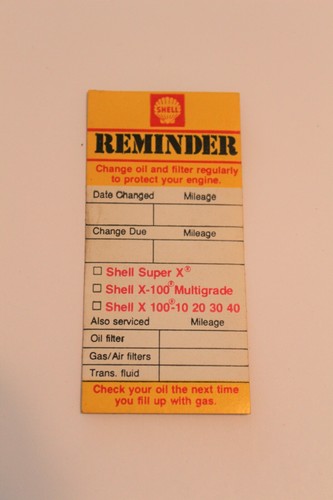 SHELL
REMINDER
Change oil and filter regularly
to protect your engine.
Date Changed Mileage
Change Due Mileage
☐ Shell Super X®
☐ Shell X-100® Multigrade
☐ Shell X 100®-10 20 30 40
Also serviced Mileage
Oil filter
Gas/Air filters
Trans. fluid
Check your oil the next time
you fill up with gas.